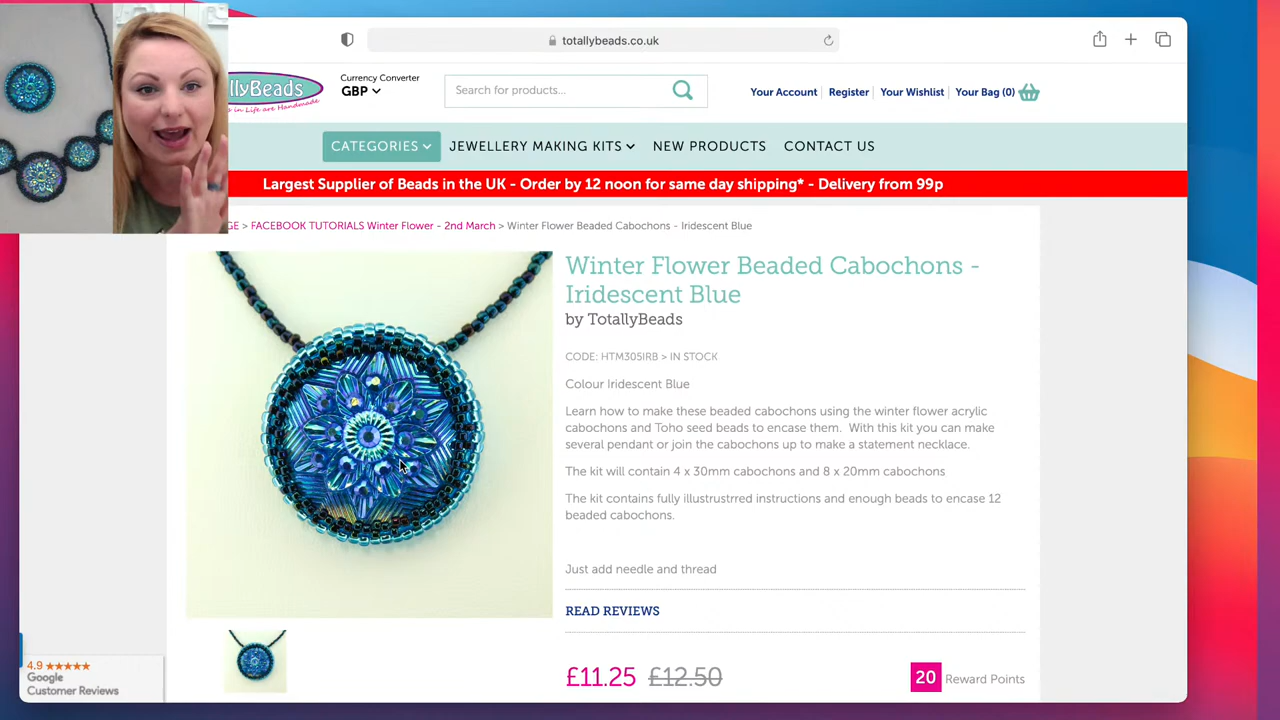 totallybeads.co.uk
Currency Converter
GBP
Search for products...
Your Account Register Your Wishlist Your Bag (0)
CATEGORIES JEWELLERY MAKING KITS NEW PRODUCTS CONTACT US
Largest Supplier of Beads in the UK - Order by 12 noon for same day shipping* - Delivery from 99p
> FACEBOOK TUTORIALS Winter Flower - 2nd March > Winter Flower Beaded Cabochons - Iridescent Blue
Winter Flower Beaded Cabochons -
Iridescent Blue
by TotallyBeads
CODE: HTM305IRB > IN STOCK
Colour Iridescent Blue
Learn how to make these beaded cabochons using the winter flower acrylic
cabochons and Toho seed beads to encase them. With this kit you can make
several pendant or join the cabochons up to make a statement necklace.
The kit will contain 4 x 30mm cabochons and 8 x 20mm cabochons
The kit contains fully illustrustrred instructions and enough beads to encase 12
beaded cabochons.
Just add needle and thread
READ REVIEWS
£11.25 £12.50
20 Reward Points
4.9
Google
Customer Reviews